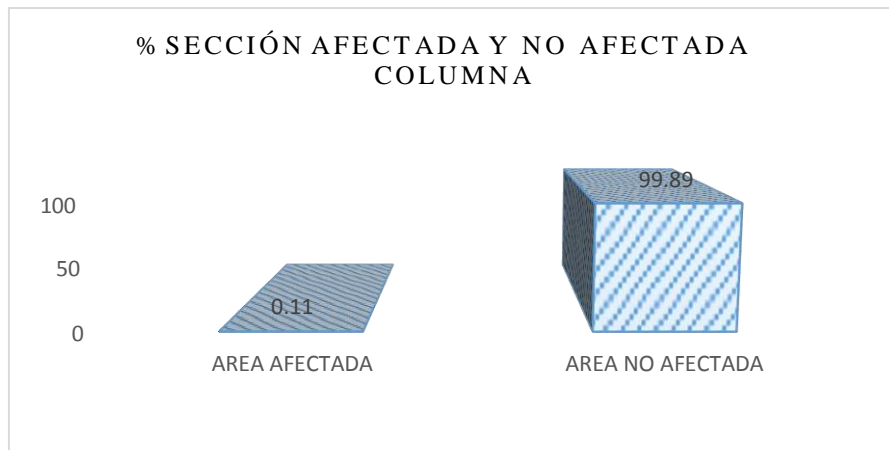 % SECCIÓN AFECTADA Y NO AFECTADA
COLUMNA
99.89
100
50
0.11
0
AREA AFECTADA
AREA NO AFECTADA